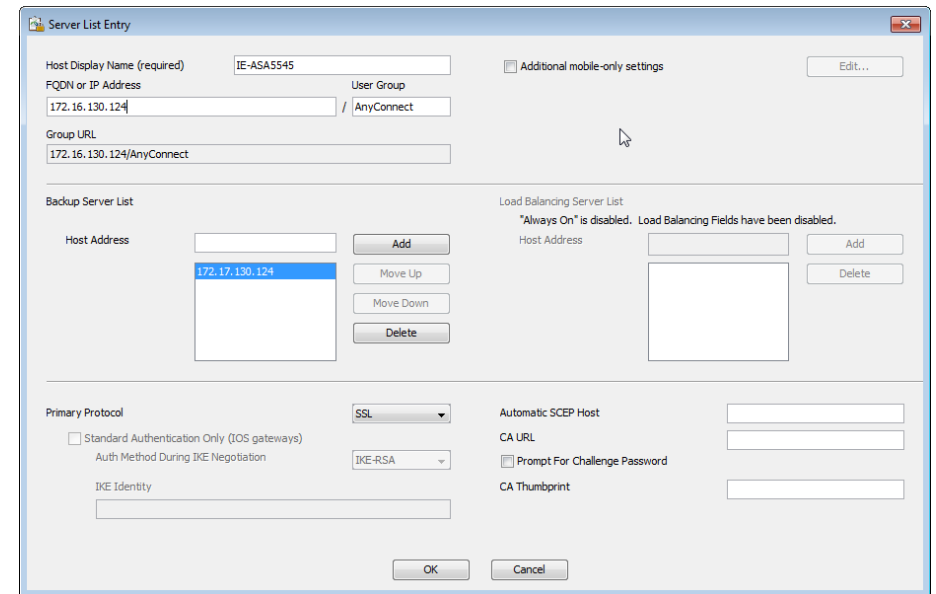 Server List Entry
Host Display Name (required)
IE-ASA5545
Additional mobile-only settings
Edit...
FQDN or IP Address
User Group
172.16.130.124
/
AnyConnect
Group URL
172.16.130.124/AnyConnect
Backup Server List
Load Balancing Server List
"Always On" is disabled. Load Balancing Fields have been disabled.
Host Address
Add
Host Address
Add
172.17.130.124
Move Up
Delete
Move Down
Delete
Primary Protocol
SSL
Automatic SCEP Host
Standard Authentication Only (IOS gateways)
CA URL
Auth Method During IKE Negotiation
IKE-RSA
Prompt For Challenge Password
IKE Identity
CA Thumbprint
OK
Cancel